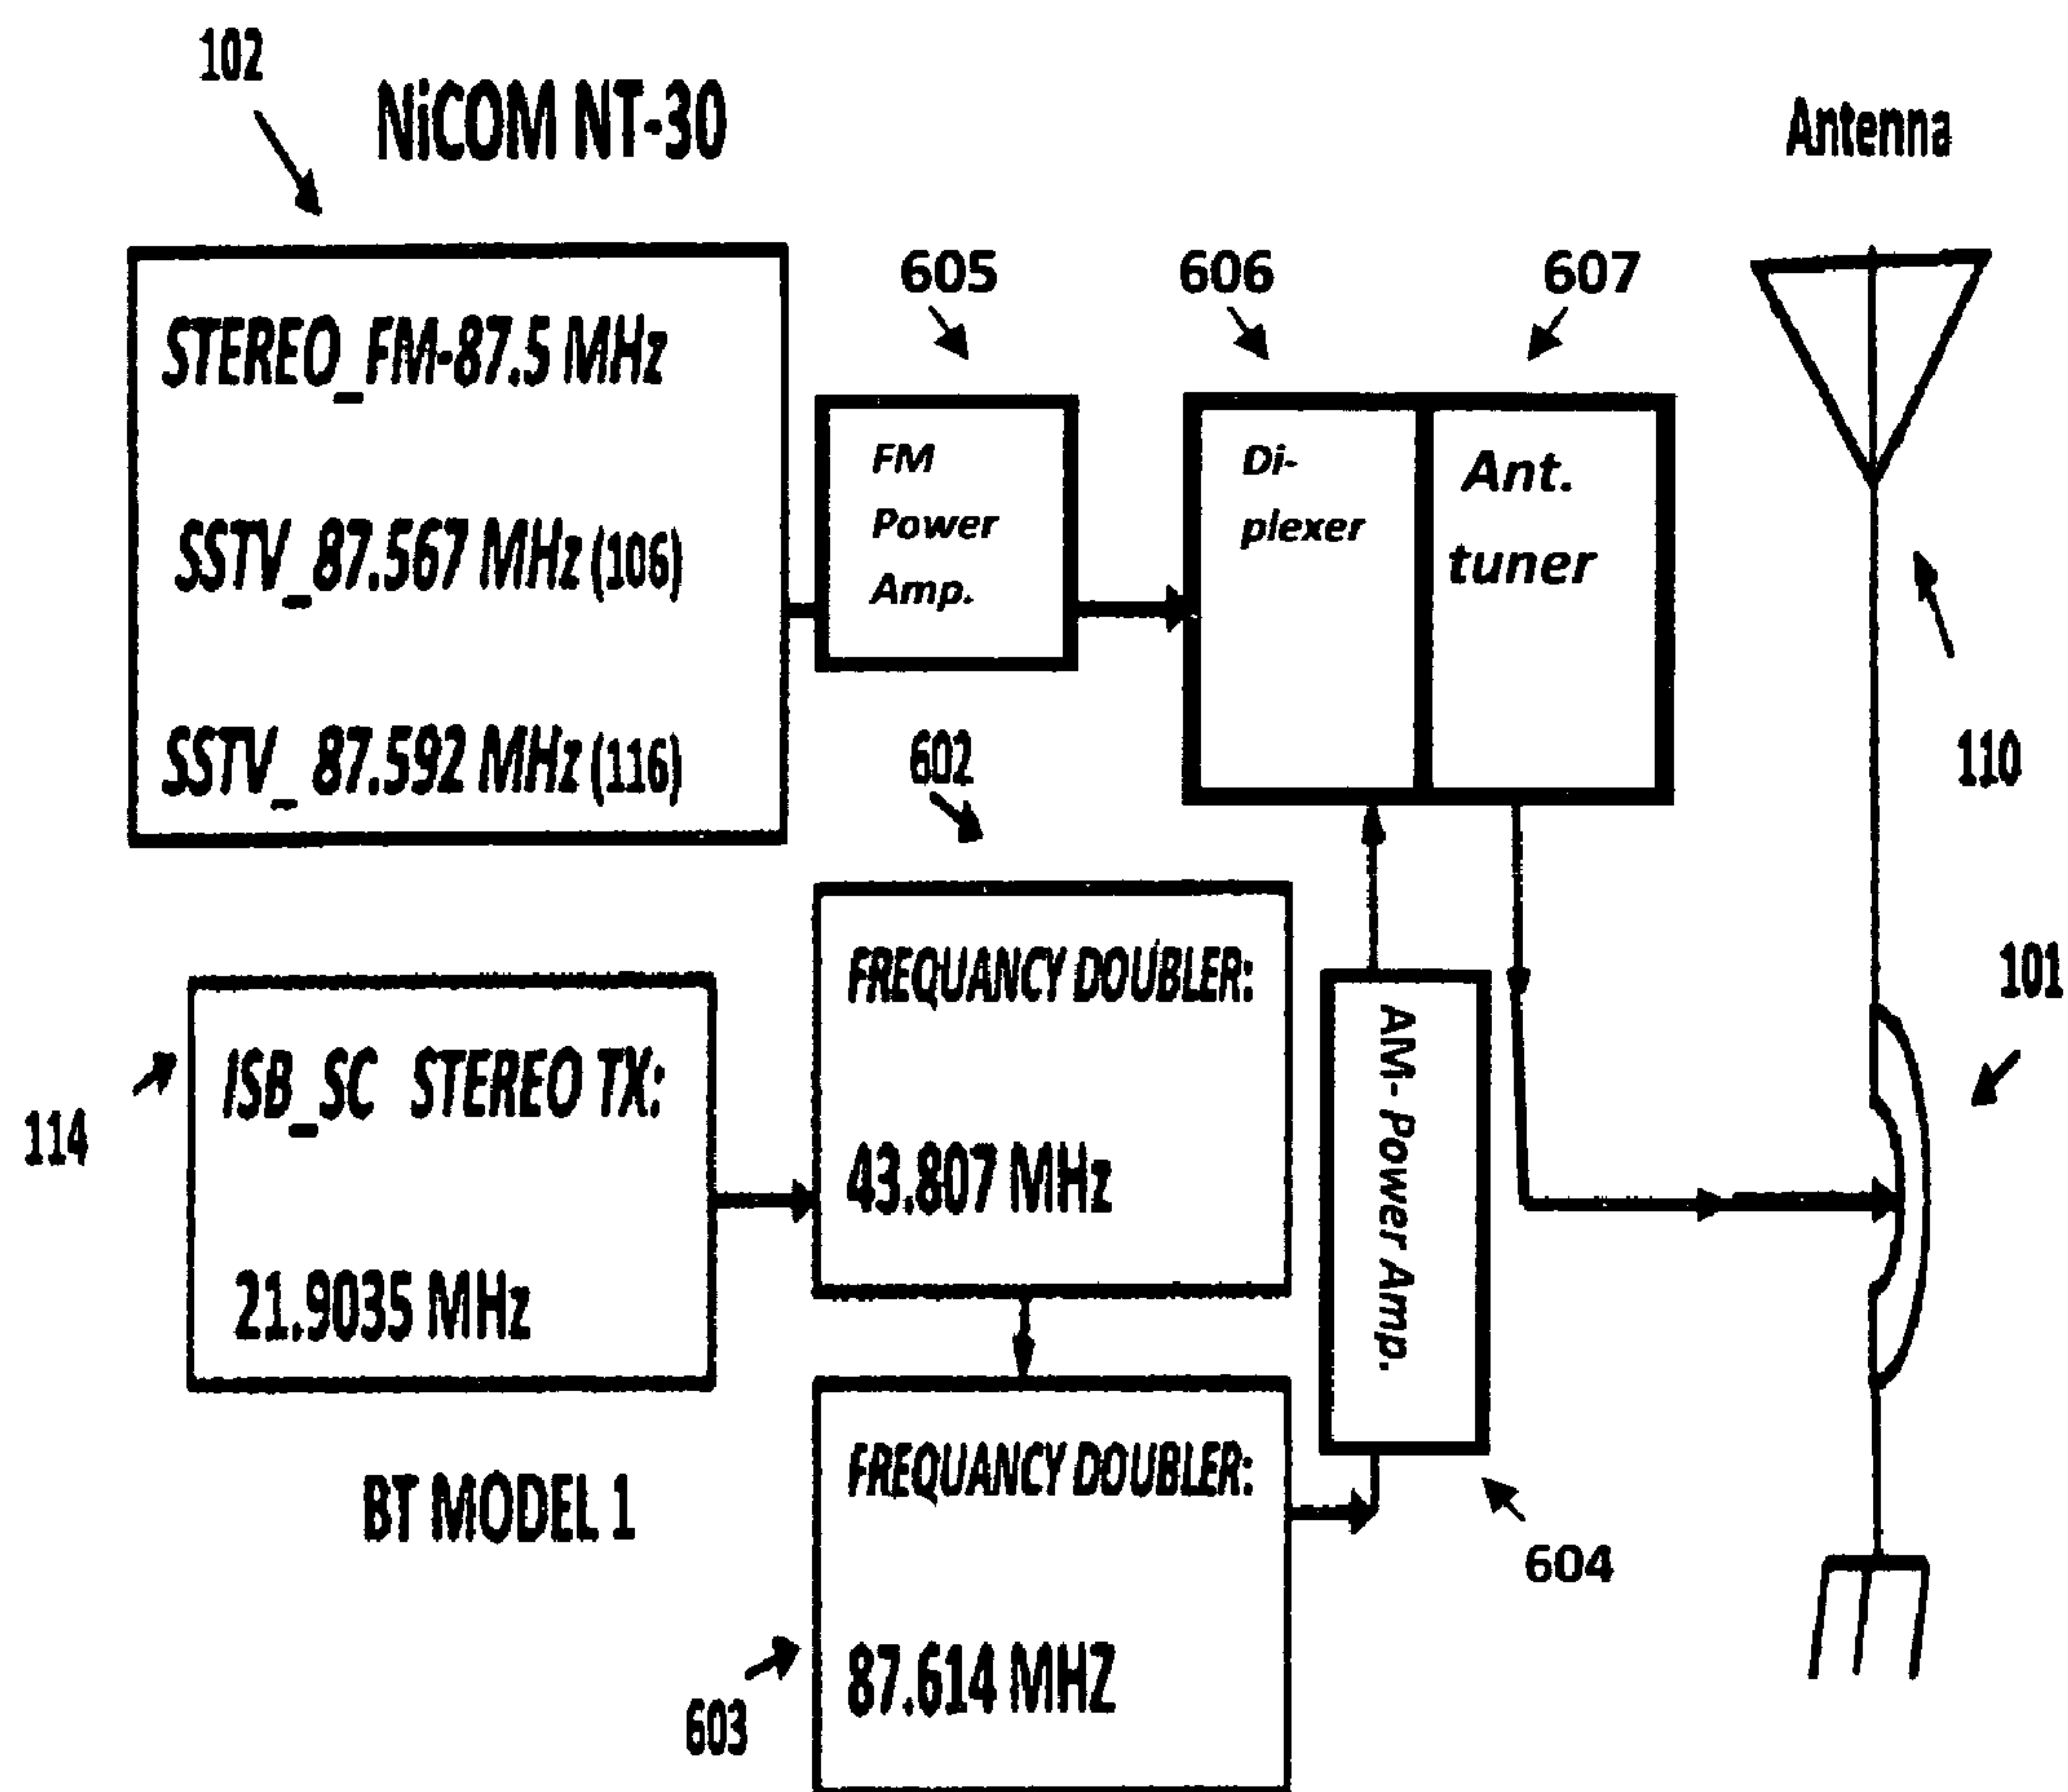 102
NiCOM NT-30
Antenna
605
606
607
STEREO_FM-87.5 MHz
SSTV_87.567 MHz (106)
SSTV_ 87.592 MHz (116)
FM
Power
Amp.
Di-
plexer
Ant.
tuner
110
602
FREQUANCY DOUBLER:
43.807 MHz
101
114
ISB_SC STEREO TX:
21.9035 MHz
AM-Power Amp.
BT MODEL 1
FREQUANCY DOUBLER:
87.614 MHZ
604
603